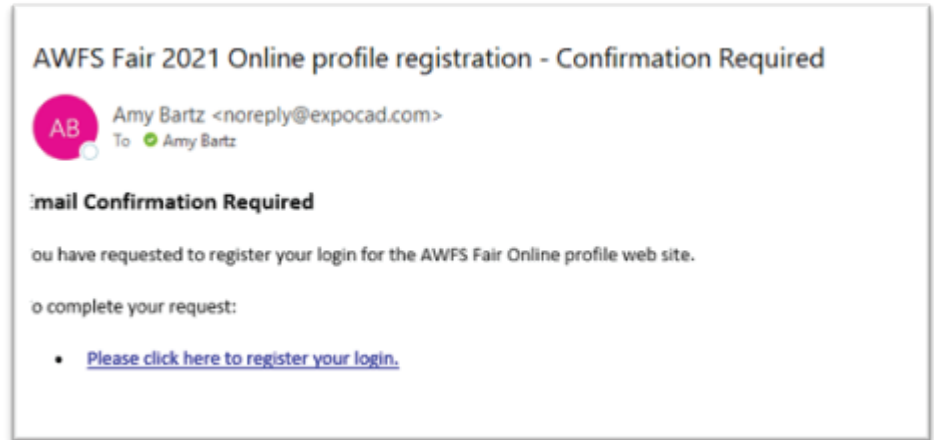 AWFS Fair 2021 Online profile registration - Confirmation Required
AB
Amy Bartz <noreply@expocad.com>
To Amy Bartz
mail Confirmation Required
ou have requested to register your login for the AWFS Fair Online profile web site.
o complete your request:
• Please click here to register your login.